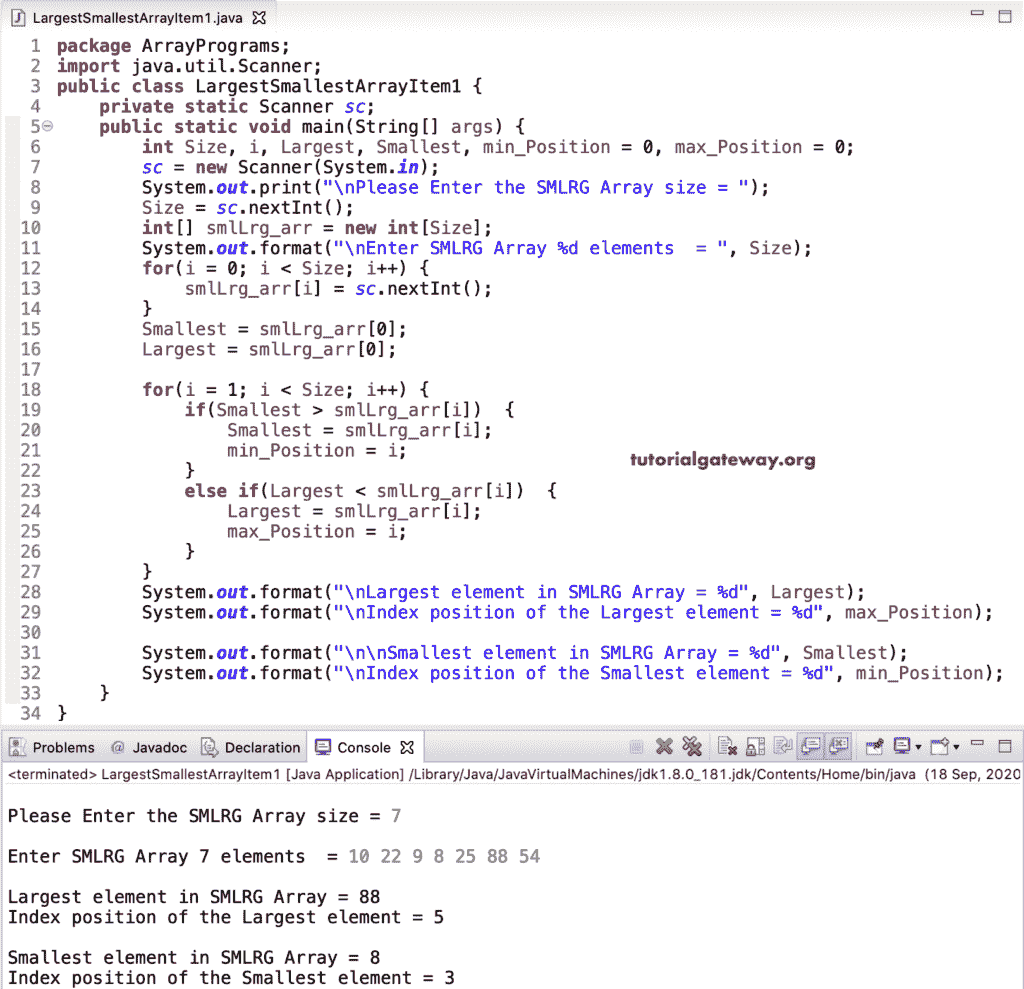 LargestSmallestArrayItem1.java
1 package ArrayPrograms;
2 import java.util.Scanner;
3 public class LargestSmallestArrayItem1 {
4     private static Scanner sc;
5     public static void main(String[] args) {
6         int Size, i, Largest, Smallest, min_Position = 0, max_Position = 0;
7         sc = new Scanner(System.in);
8         System.out.print("\nPlease Enter the SMLRG Array size = ");
9         Size = sc.nextInt();
10         int[] smlLrg_arr = new int[Size];
11         System.out.format("\nEnter SMLRG Array %d elements  = ", Size);
12         for(i = 0; i < Size; i++) {
13             smlLrg_arr[i] = sc.nextInt();
14         }
15         Smallest = smlLrg_arr[0];
16         Largest = smlLrg_arr[0];
17
18         for(i = 1; i < Size; i++) {
19             if(Smallest > smlLrg_arr[i])  {
20                 Smallest = smlLrg_arr[i];
21                 min_Position = i;
22             }
23             else if(Largest < smlLrg_arr[i])  {
24                 Largest = smlLrg_arr[i];
25                 max_Position = i;
26             }
27         }
28         System.out.format("\nLargest element in SMLRG Array = %d", Largest);
29         System.out.format("\nIndex position of the Largest element = %d", max_Position);
30
31         System.out.format("\n\nSmallest element in SMLRG Array = %d", Smallest);
32         System.out.format("\nIndex position of the Smallest element = %d", min_Position);
33     }
34 }
tutorialgateway.org
Problems @ Javadoc Declaration Console
<terminated> LargestSmallestArrayItem1 [Java Application] /Library/Java/JavaVirtualMachines/jdk1.8.0_181.jdk/Contents/Home/bin/java (18 Sep, 2020
Please Enter the SMLRG Array size = 7
Enter SMLRG Array 7 elements  = 10 22 9 8 25 88 54
Largest element in SMLRG Array = 88
Index position of the Largest element = 5
Smallest element in SMLRG Array = 8
Index position of the Smallest element = 3